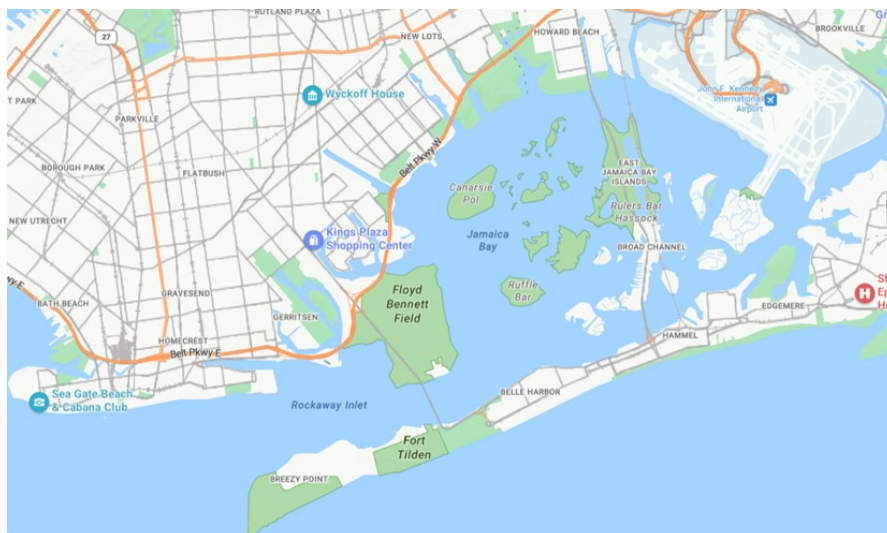 RUTLAND PLAZA
27
NEW LOTS
HOWARD BEACH
BROOKVILLE
Wyckoff House
John F. Kennedy
International
Airport
PARKVILLE
Belt Pkwy W
BOROUGH PARK
FLATBUSH
EAST
JAMAICA BAY
ISLANDS
Canarsie
Pol
Rulers Bar
Hassock
NEW UTRECHT
Kings Plaza
Shopping Center
Jamaica
Bay
BROAD CHANNEL
Floyd
Bennett
Field
Ruffle
Bar
GRAVESEND
BATH BEACH
GERRITSEN
EDGEMERE
HOMECREST
HAMMEL
Belt Pkwy E
Sea Gate Beach
& Cabana Club
Rockaway Inlet
BELLE HARBOR
Fort
Tilden
BREEZY POINT